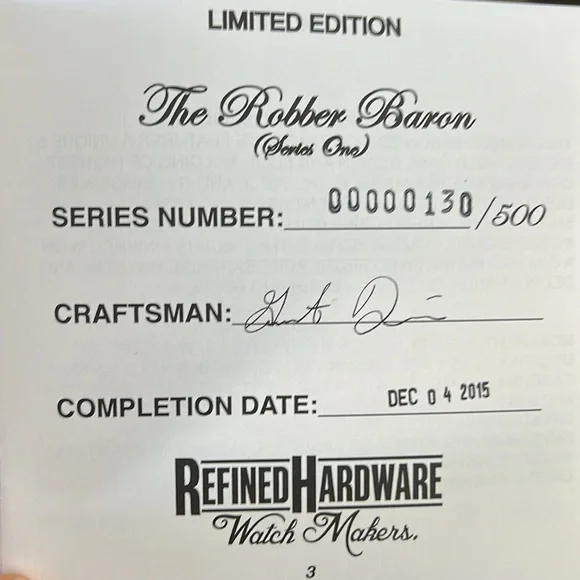 LIMITED EDITION
The Robber Baron
(Series One)
SERIES NUMBER: 00000130/500
CRAFTSMAN:
COMPLETION DATE: DEC 04 2015
REFINED HARDWARE
Watch Makers.
3